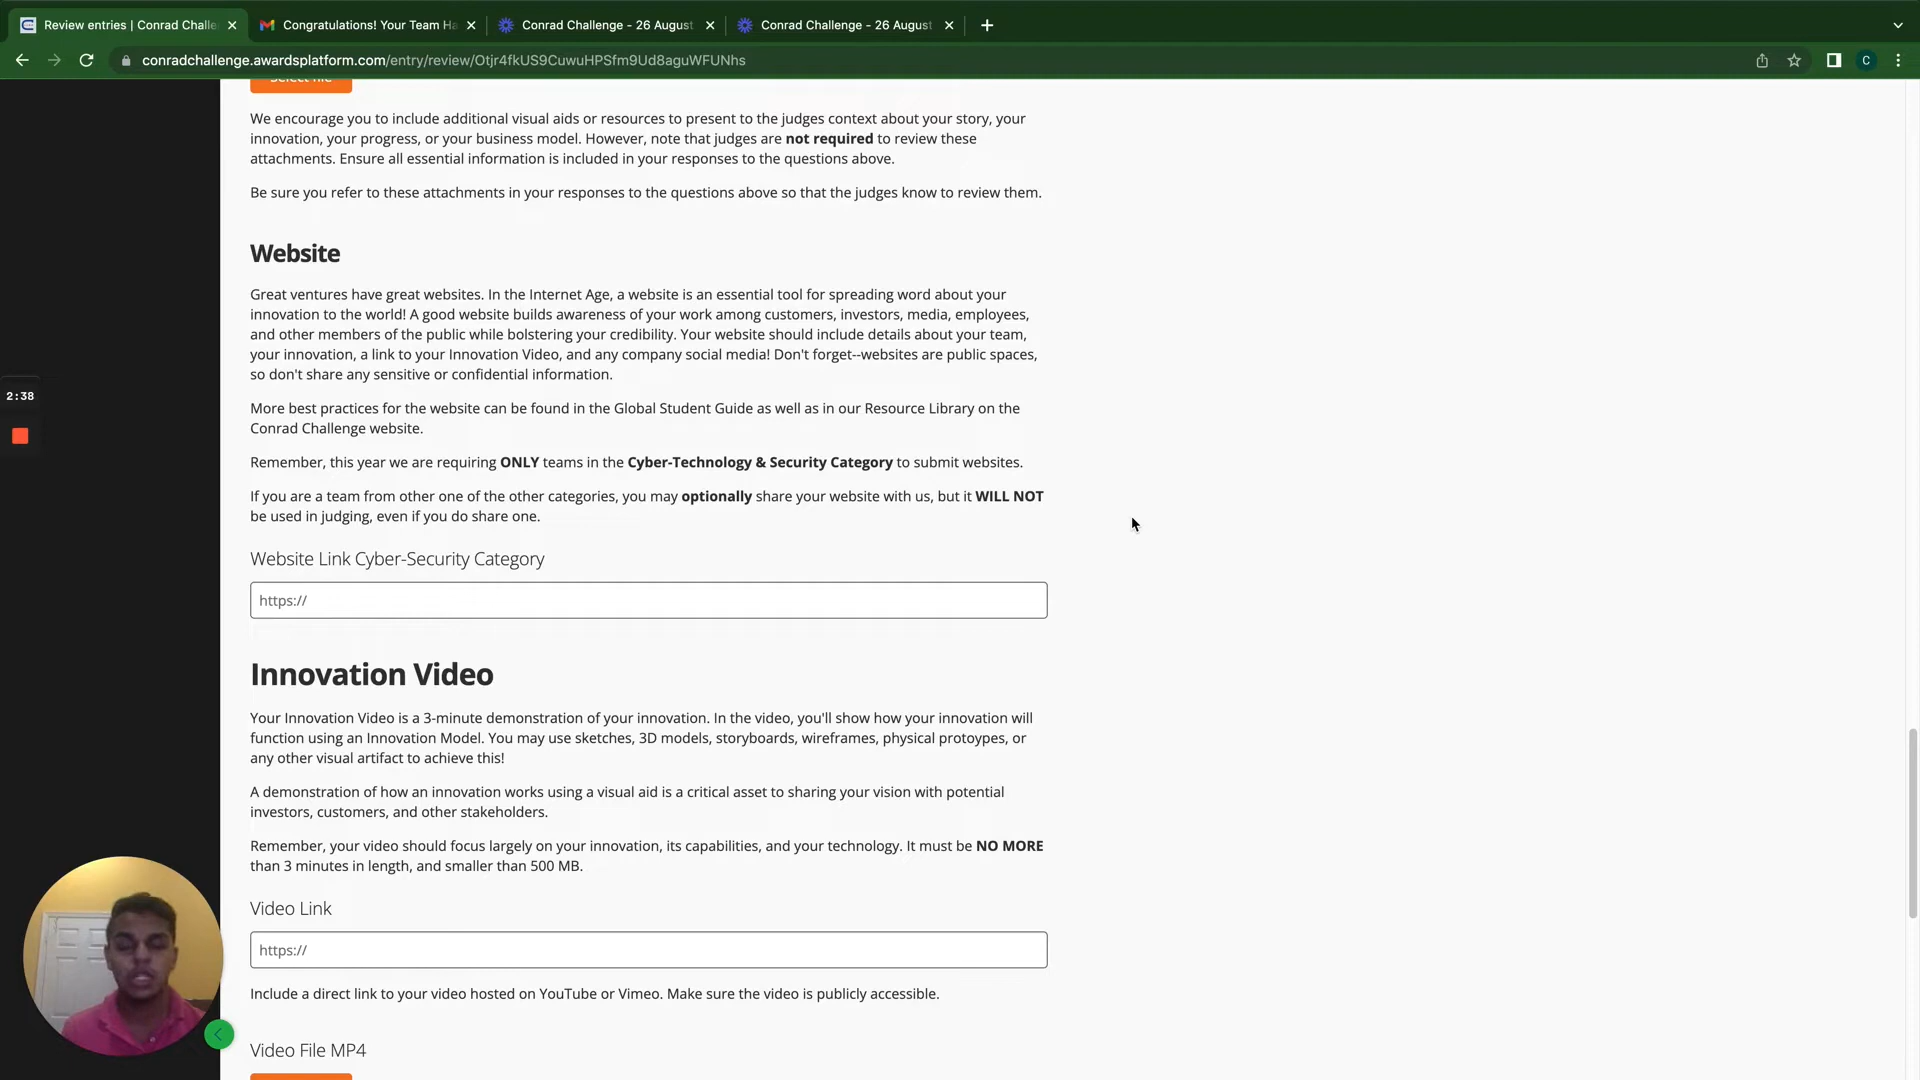 Review entries | Conrad Challe
Congratulations! Your Team Ha
Conrad Challenge - 26 August
Conrad Challenge - 26 August
conradchallenge.awardsplatform.com/entry/review/Otjr4fkUS9CuwuHPSfm9Ud8aguWFUNhs
C
Select file
We encourage you to include additional visual aids or resources to present to the judges context about your story, your
innovation, your progress, or your business model. However, note that judges are not required to review these
attachments. Ensure all essential information is included in your responses to the questions above.
Be sure you refer to these attachments in your responses to the questions above so that the judges know to review them.
Website
Great ventures have great websites. In the Internet Age, a website is an essential tool for spreading word about your
innovation to the world! A good website builds awareness of your work among customers, investors, media, employees,
and other members of the public while bolstering your credibility. Your website should include details about your team,
your innovation, a link to your Innovation Video, and any company social media! Don't forget--websites are public spaces,
so don't share any sensitive or confidential information.
2:38
More best practices for the website can be found in the Global Student Guide as well as in our Resource Library on the
Conrad Challenge website.
Remember, this year we are requiring ONLY teams in the Cyber-Technology & Security Category to submit websites.
If you are a team from other one of the other categories, you may optionally share your website with us, but it WILL NOT
be used in judging, even if you do share one.
Website Link Cyber-Security Category
https://
Innovation Video
Your Innovation Video is a 3-minute demonstration of your innovation. In the video, you'll show how your innovation will
function using an Innovation Model. You may use sketches, 3D models, storyboards, wireframes, physical protoypes, or
any other visual artifact to achieve this!
A demonstration of how an innovation works using a visual aid is a critical asset to sharing your vision with potential
investors, customers, and other stakeholders.
Remember, your video should focus largely on your innovation, its capabilities, and your technology. It must be NO MORE
than 3 minutes in length, and smaller than 500 MB.
Video Link
https://
Include a direct link to your video hosted on YouTube or Vimeo. Make sure the video is publicly accessible.
Video File MP4